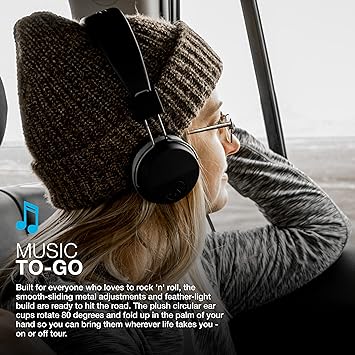 MUSIC
TO-GO
Built for everyone who loves to rock 'n' roll, the
smooth-sliding metal adjustments and feather-light
build are ready to hit the road. The plush circular ear
cups rotate 80 degrees and fold up in the palm of your
hand so you can bring them wherever life takes you -
on or off tour.